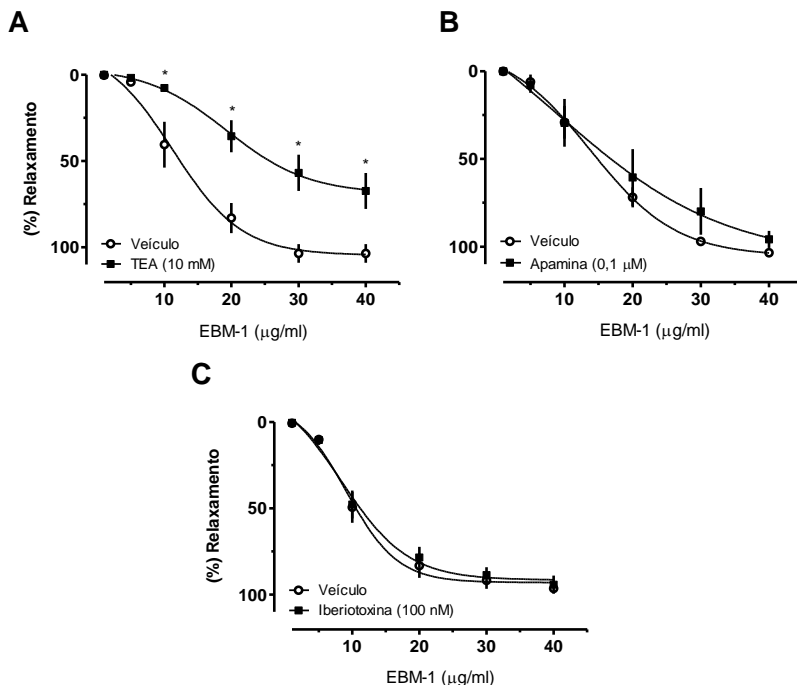 A
B
0
50
100
(%) Relaxamento
* * * *
Veículo
TEA (10 mM)
10 20 30 40
EBM-1 (μg/ml)
0
50
100
Veículo
Apamina (0,1 μM)
10 20 30 40
EBM-1 (μg/ml)
C
0
50
100
(%) Relaxamento
Veículo
Iberiotoxina (100 nM)
10 20 30 40
EBM-1 (μg/ml)